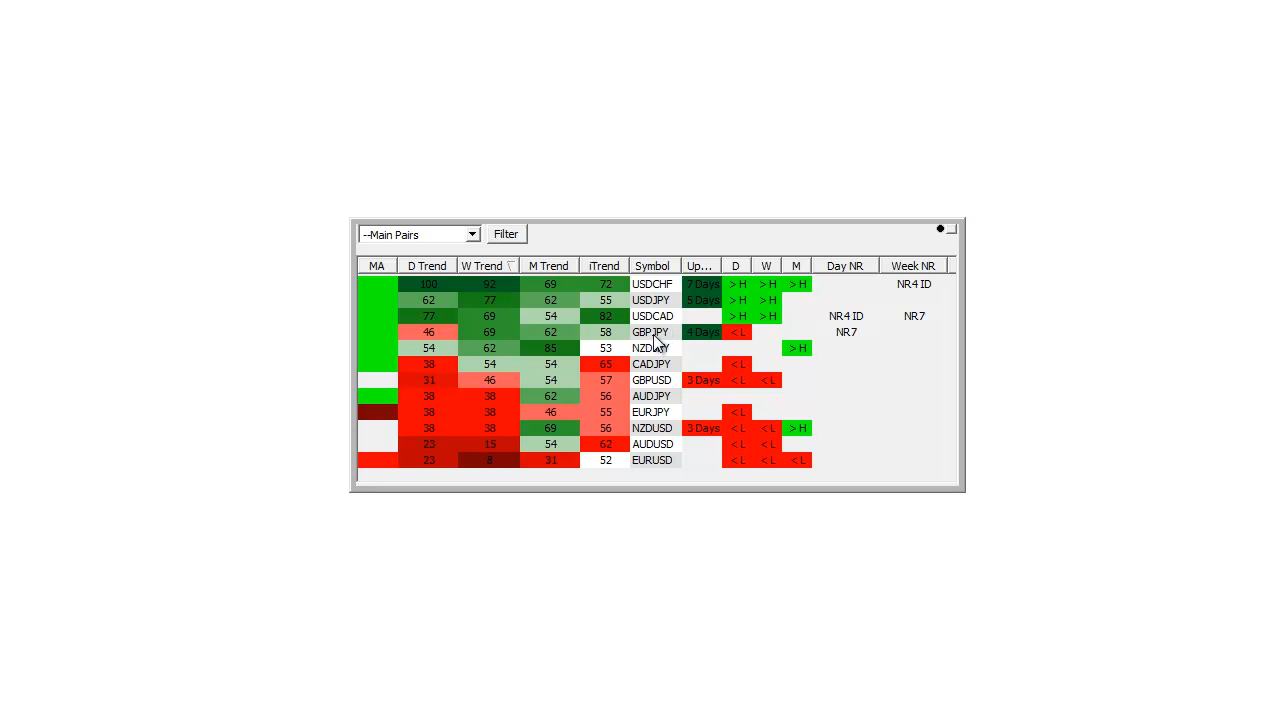 --Main Pairs Filter
MA D Trend W Trend M Trend iTrend Symbol Up... D W M Day NR Week NR
100 92 69 72 USDCHF 7 Days > H > H > H NR4 ID
62 77 62 55 USDJPY 5 Days > H > H
77 69 54 82 USDCAD > H > H NR4 ID NR7
46 69 62 58 GBPJPY 4 Days < L NR7
54 62 85 53 > H
38 54 54 65 CADJPY < L
31 46 54 57 GBPUSD 3 Days < L < L
38 38 62 56 AUDJPY
38 38 46 55 EURJPY < L
38 38 69 56 NZDUSD 3 Days < L < L > H
23 15 54 62 AUDUSD < L < L
23 8 31 52 EURUSD < L < L < L